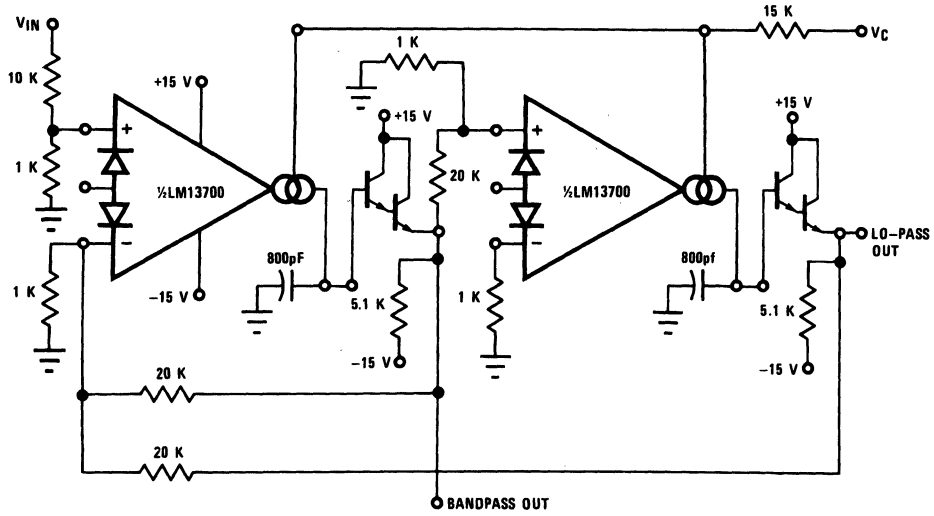 VIN
10 K
1 K
1 K
+15 V
−15 V
+
−
½LM13700
800pF
+15 V
5.1 K
−15 V
1 K
20 K
+
−
½LM13700
1 K
800pf
15 K
VC
+15 V
LO-PASS
OUT
5.1 K
−15 V
20 K
20 K
BANDPASS OUT